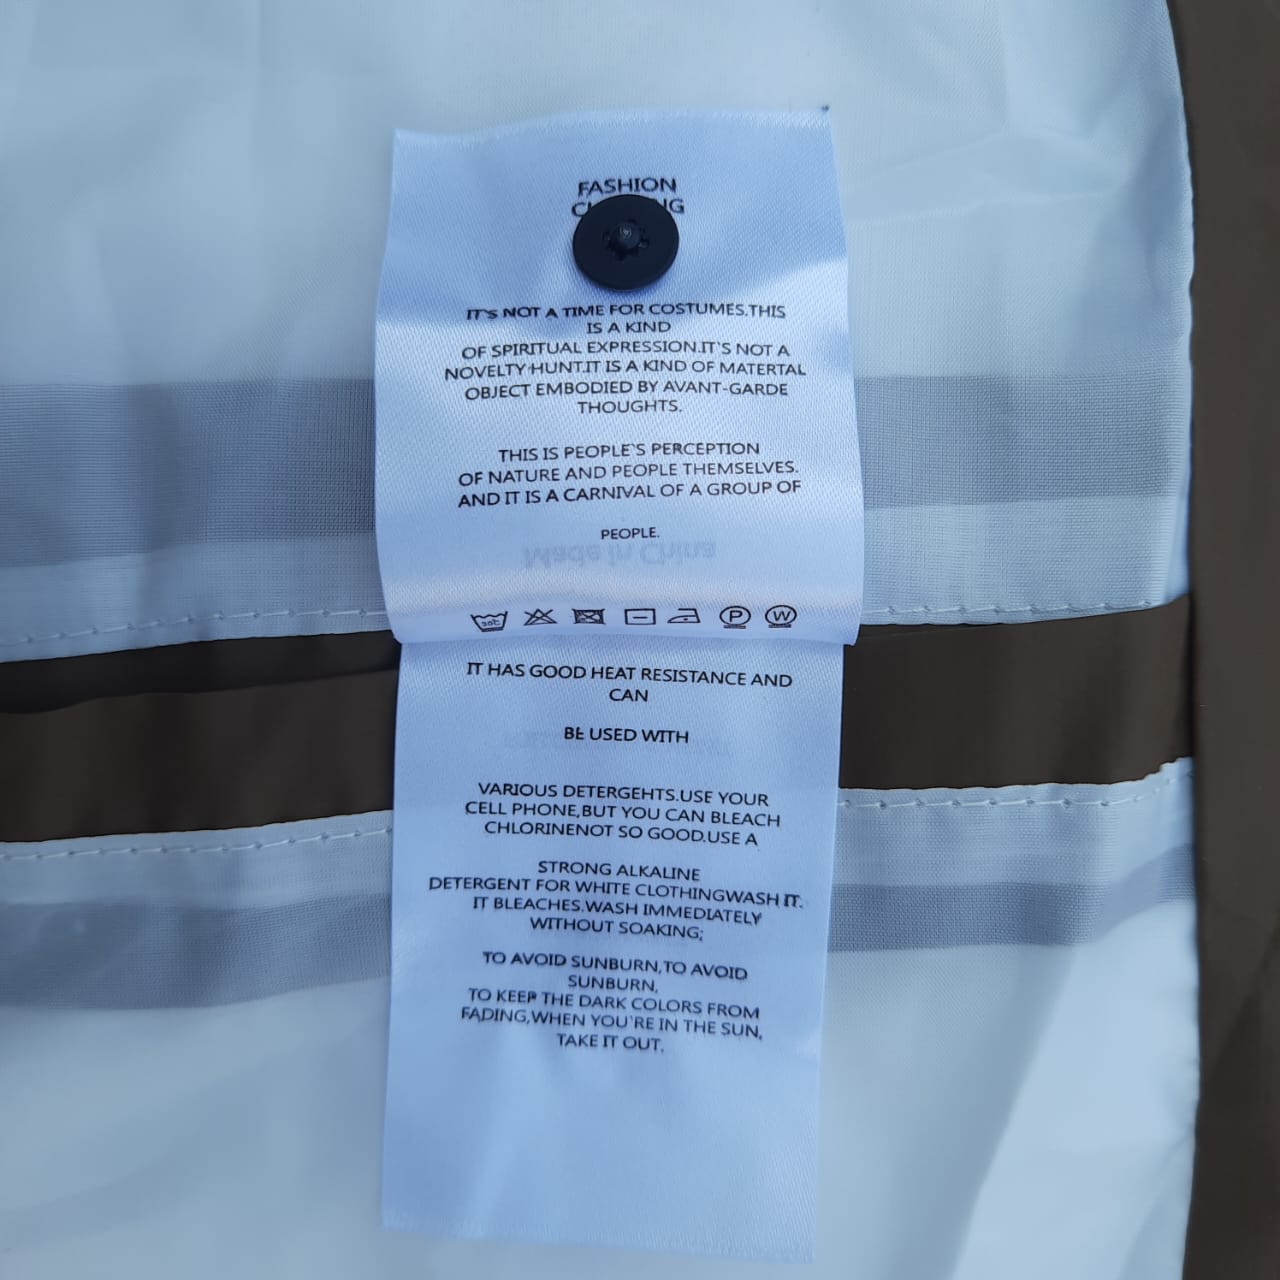 FASHION
IT'S NOT A TIME FOR COSTUMES.THIS
IS A KIND
OF SPIRITUAL EXPRESSION.IT`S NOT A
NOVELTY HUNT.IT IS A KIND OF MATERTAL
OBJECT EMBODIED BY AVANT-GARDE
THOUGHTS.
THIS IS PEOPLE`S PERCEPTION
OF NATURE AND PEOPLE THEMSELVES.
AND IT IS A CARNIVAL OF A GROUP OF
PEOPLE.
Made in China
30℃
P
W
IT HAS GOOD HEAT RESISTANCE AND
CAN
BE USED WITH
VARIOUS DETERGEHTS.USE YOUR
CELL PHONE,BUT YOU CAN BLEACH
CHLORINENOT SO GOOD.USE A
STRONG ALKALINE
DETERGENT FOR WHITE CLOTHINGWASH IT.
IT BLEACHES.WASH IMMEDIATELY
WITHOUT SOAKING;
TO AVOID SUNBURN,TO AVOID
SUNBURN,
TO KEEP THE DARK COLORS FROM
FADING,WHEN YOU`RE IN THE SUN,
TAKE IT OUT.